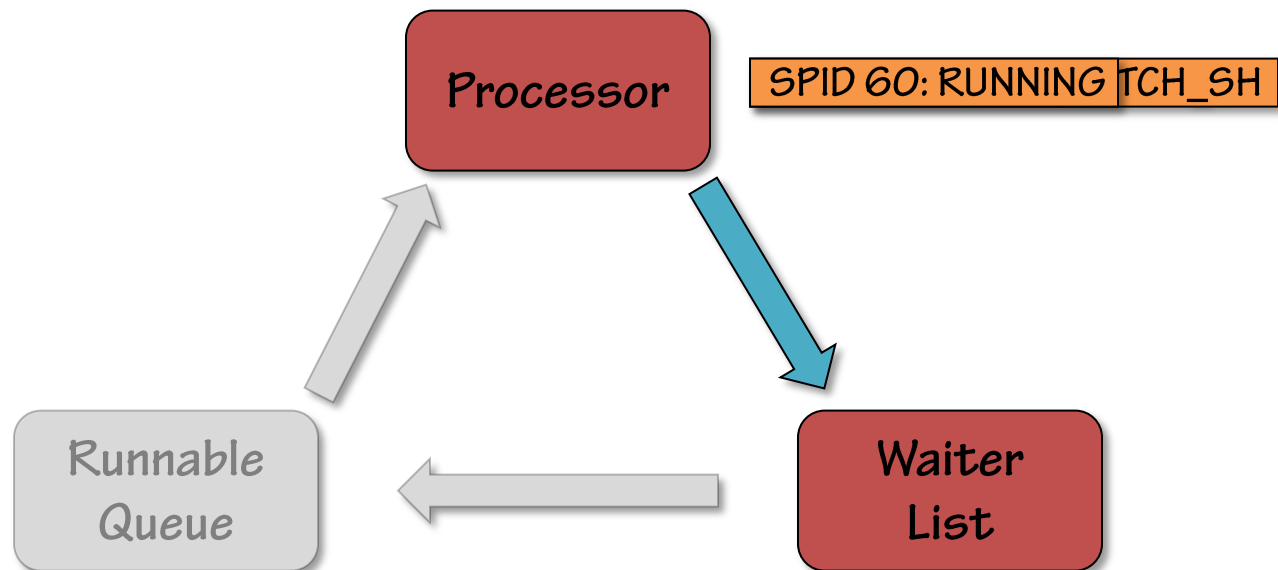 Processor
SPID 60: RUNNING TCH_SH
Runnable
Queue
Waiter
List